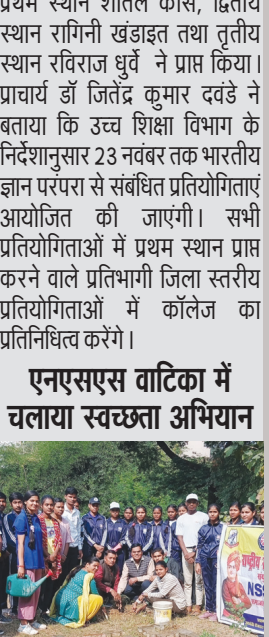 प्रथम स्थान शीतल कास, द्वितीय
स्थान रागिनी खंडाइत तथा तृतीय
स्थान रविराज धुर्वे ने प्राप्त किया।
प्राचार्य डॉ जितेंद्र कुमार दवंडे ने
बताया कि उच्च शिक्षा विभाग के
निर्देशानुसार 23 नवंबर तक भारतीय
ज्ञान परंपरा से संबंधित प्रतियोगिताएं
आयोजित की जाएंगी। सभी
प्रतियोगिताओं में प्रथम स्थान प्राप्त
करने वाले प्रतिभागी जिला स्तरीय
प्रतियोगिताओं में कॉलेज का
प्रतिनिधित्व करेंगे।
एनएसएस वाटिका में
चलाया स्वच्छता अभियान
राष्ट्रीय
NSS